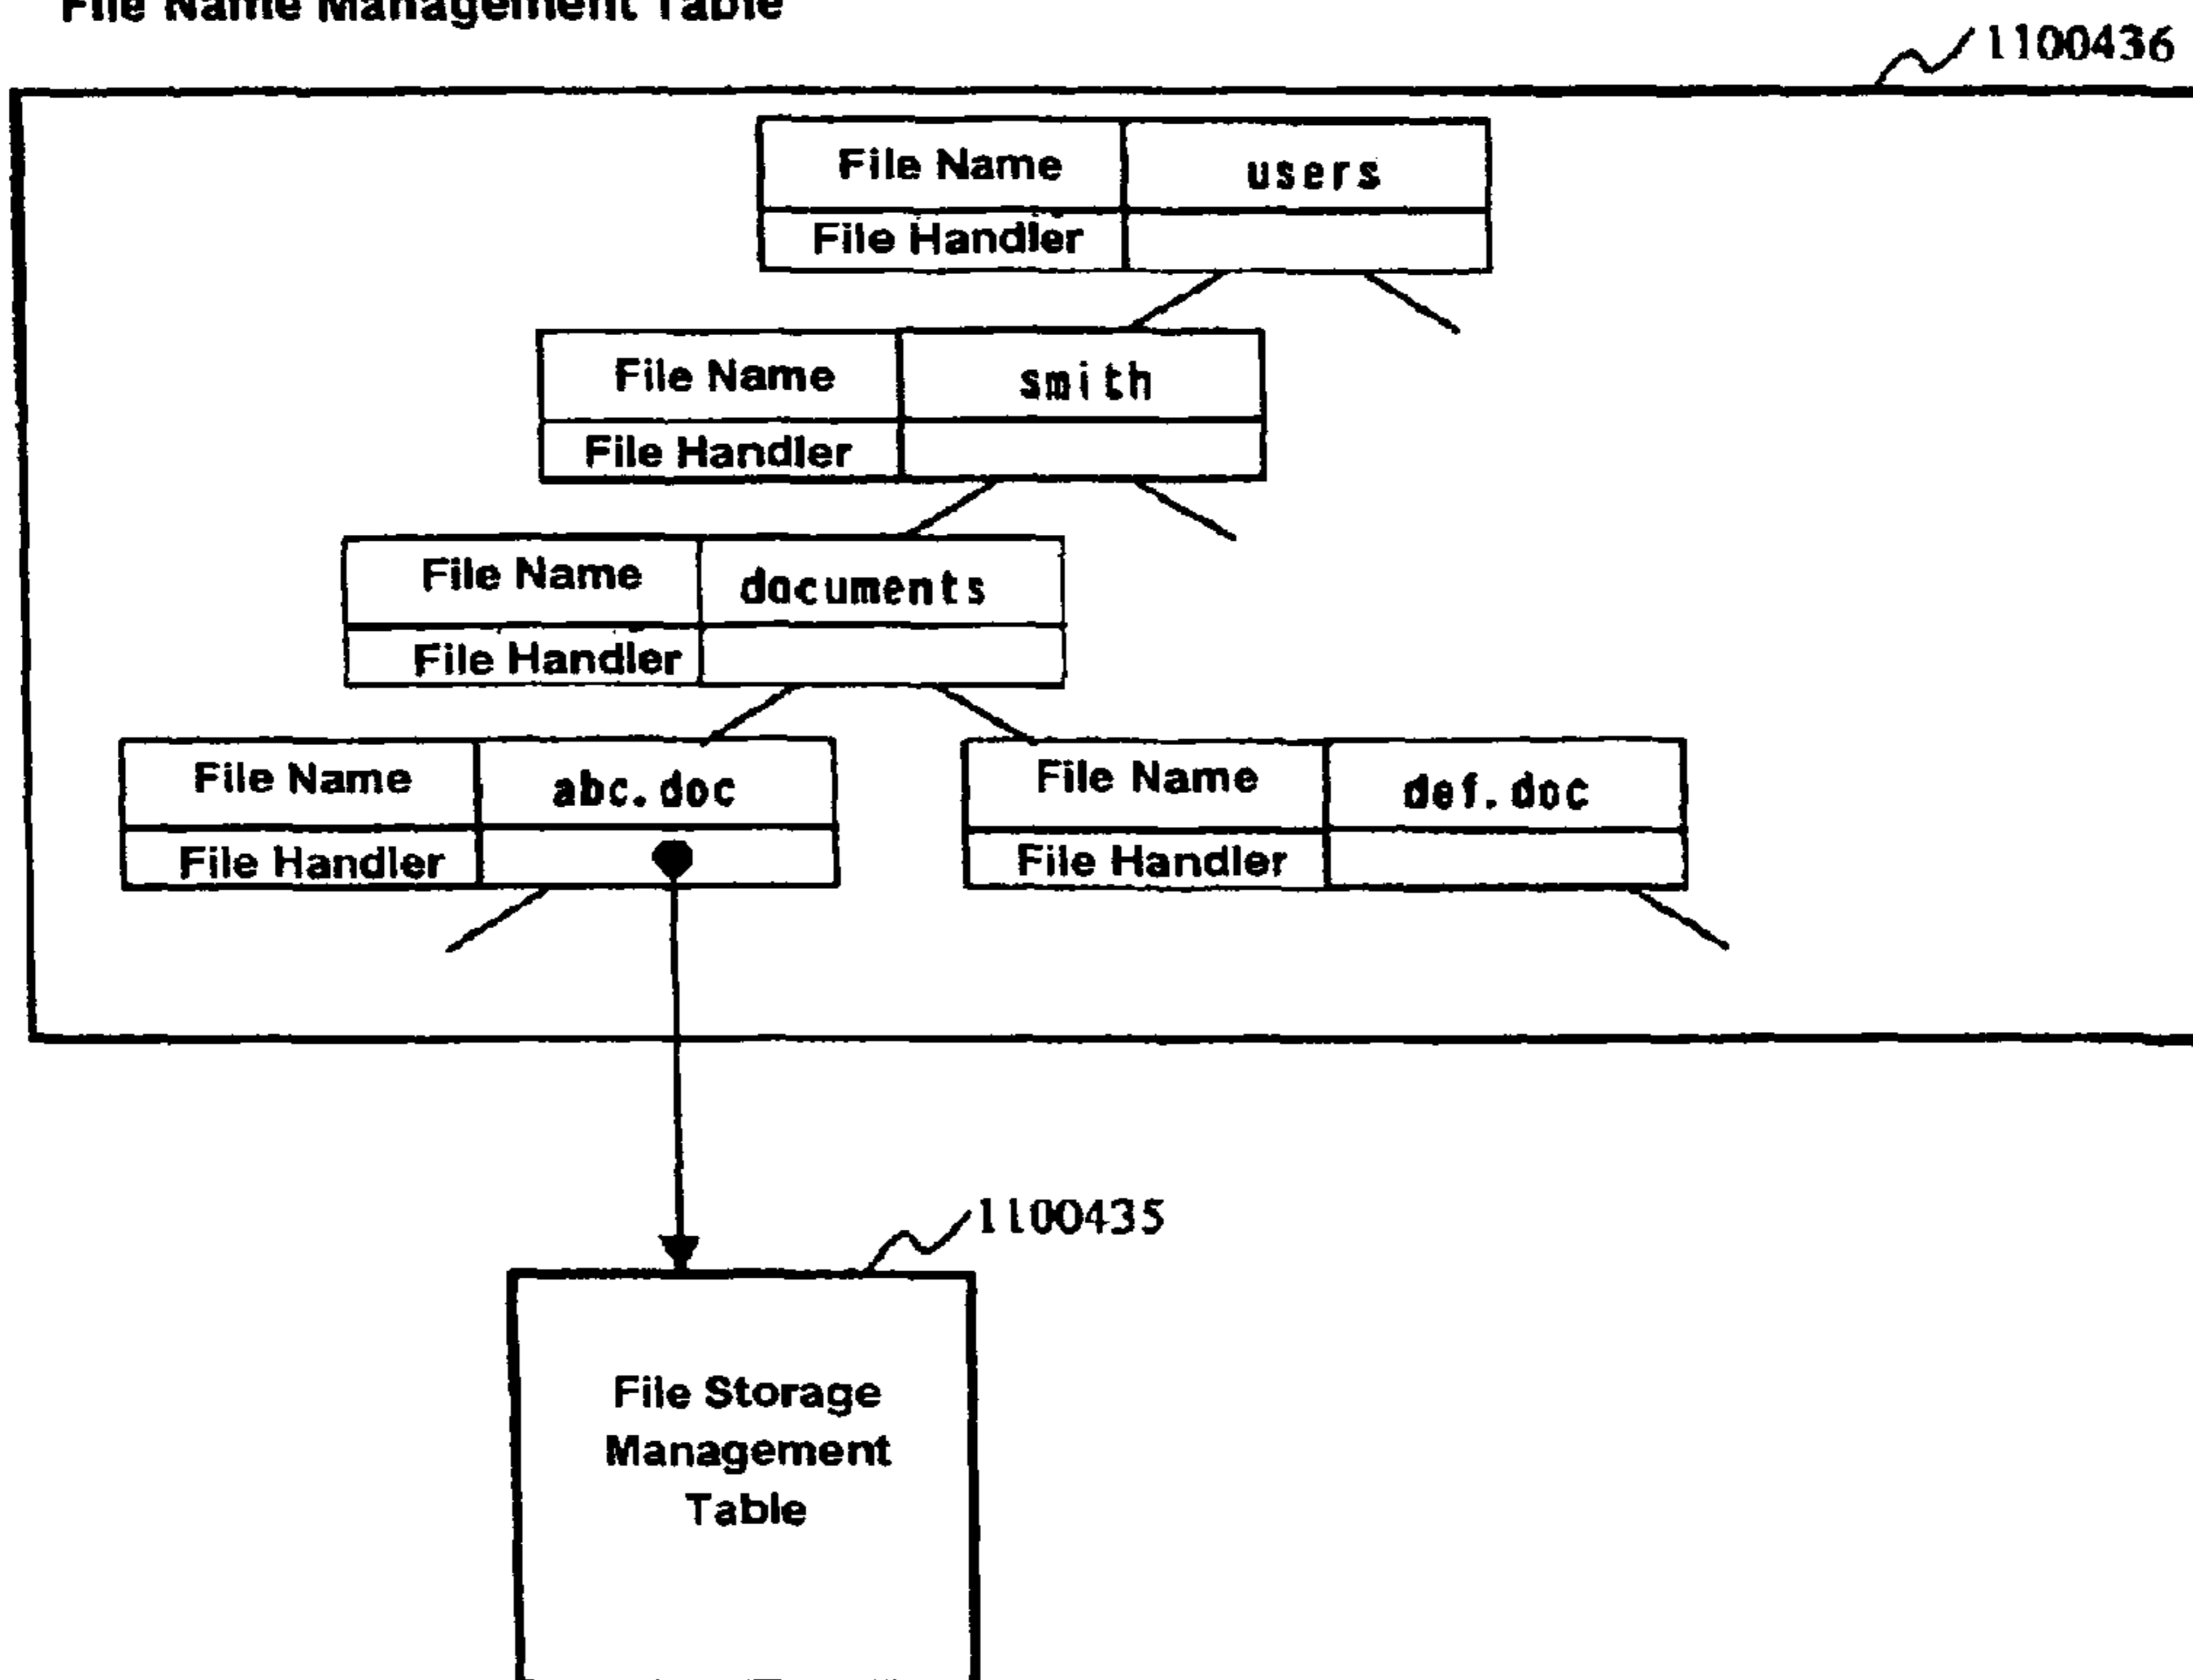 File Name Management Table
1100436
File Name users
File Handler
File Name smith
File Handler
File Name documents
File Handler
File Name abc.doc File Name def.doc
File Handler File Handler
1100435
File Storage
Management
Table